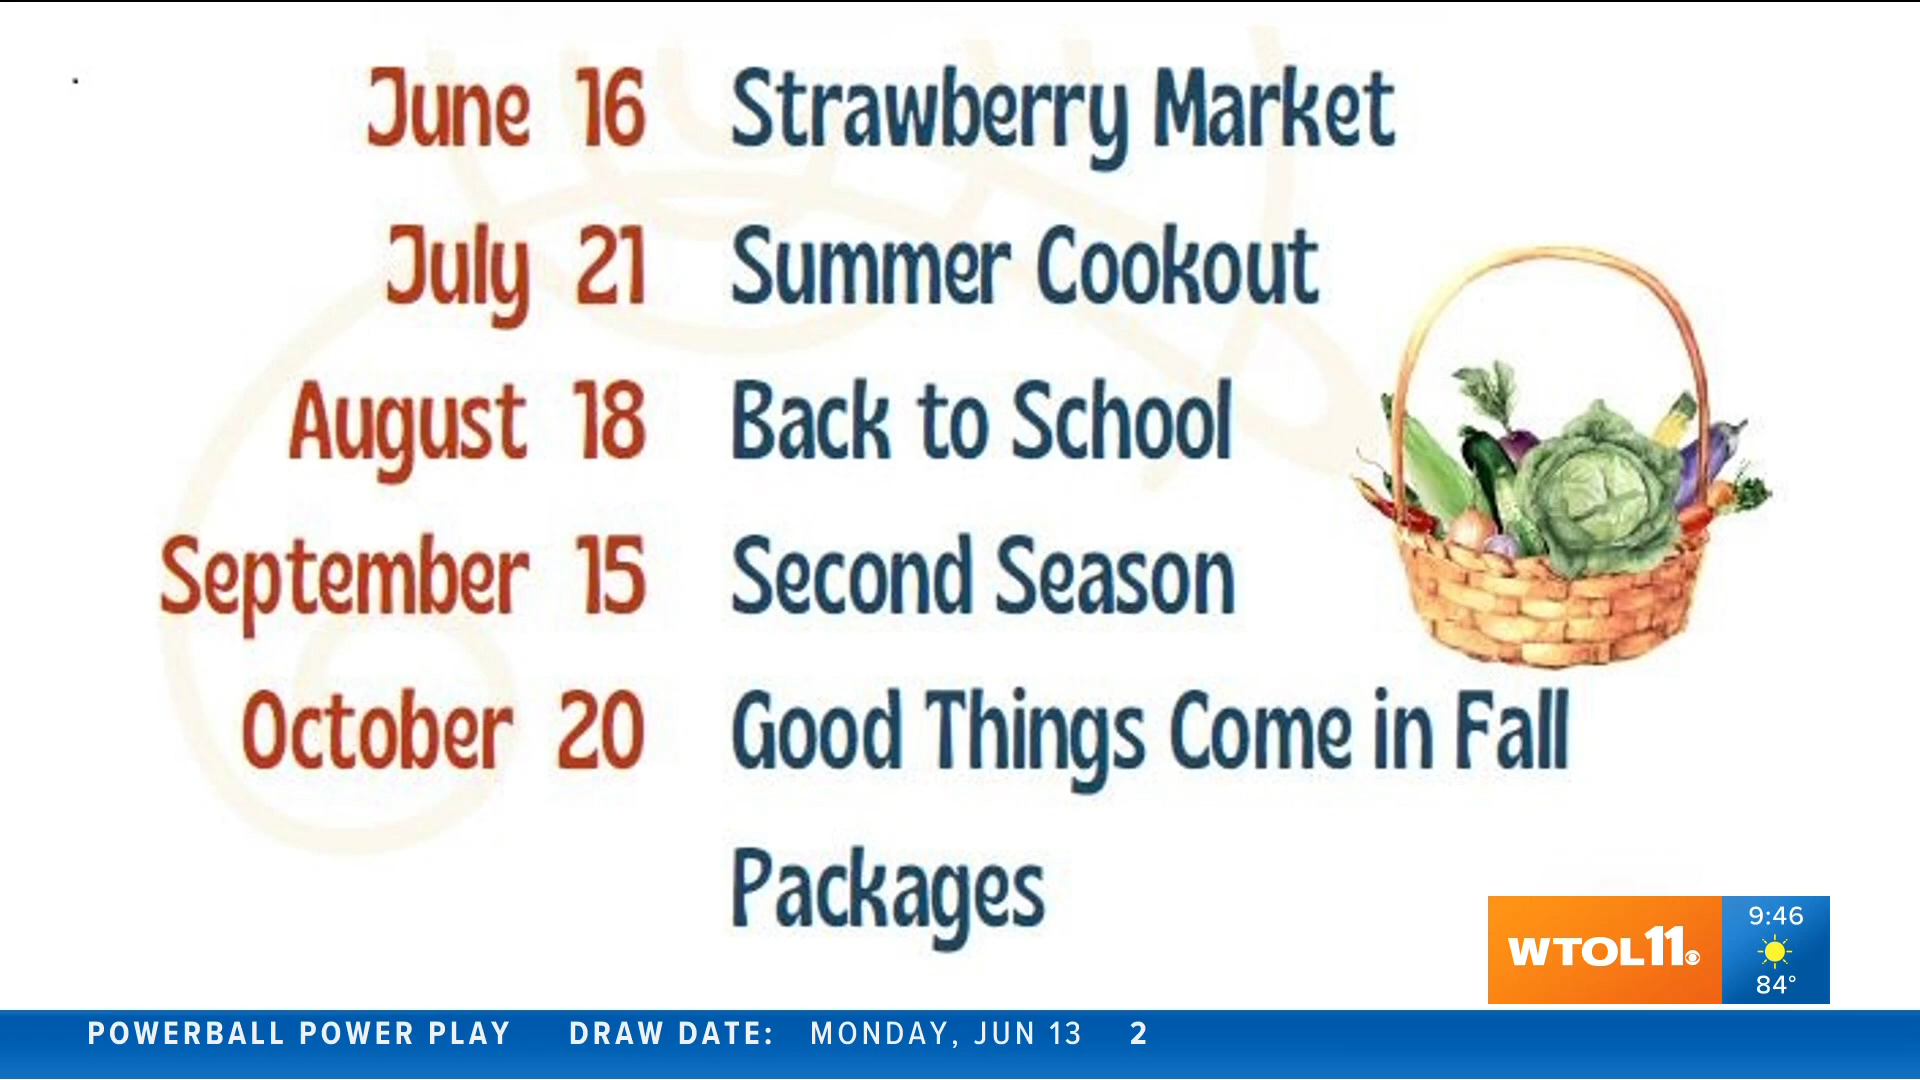 June 16 Strawberry Market
July 21 Summer Cookout
August 18 Back to School
September 15 Second Season
October 20 Good Things Come in Fall
Packages
WTOL11
9:46
84°
POWERBALL POWER PLAY DRAW DATE: MONDAY, JUN 13 2